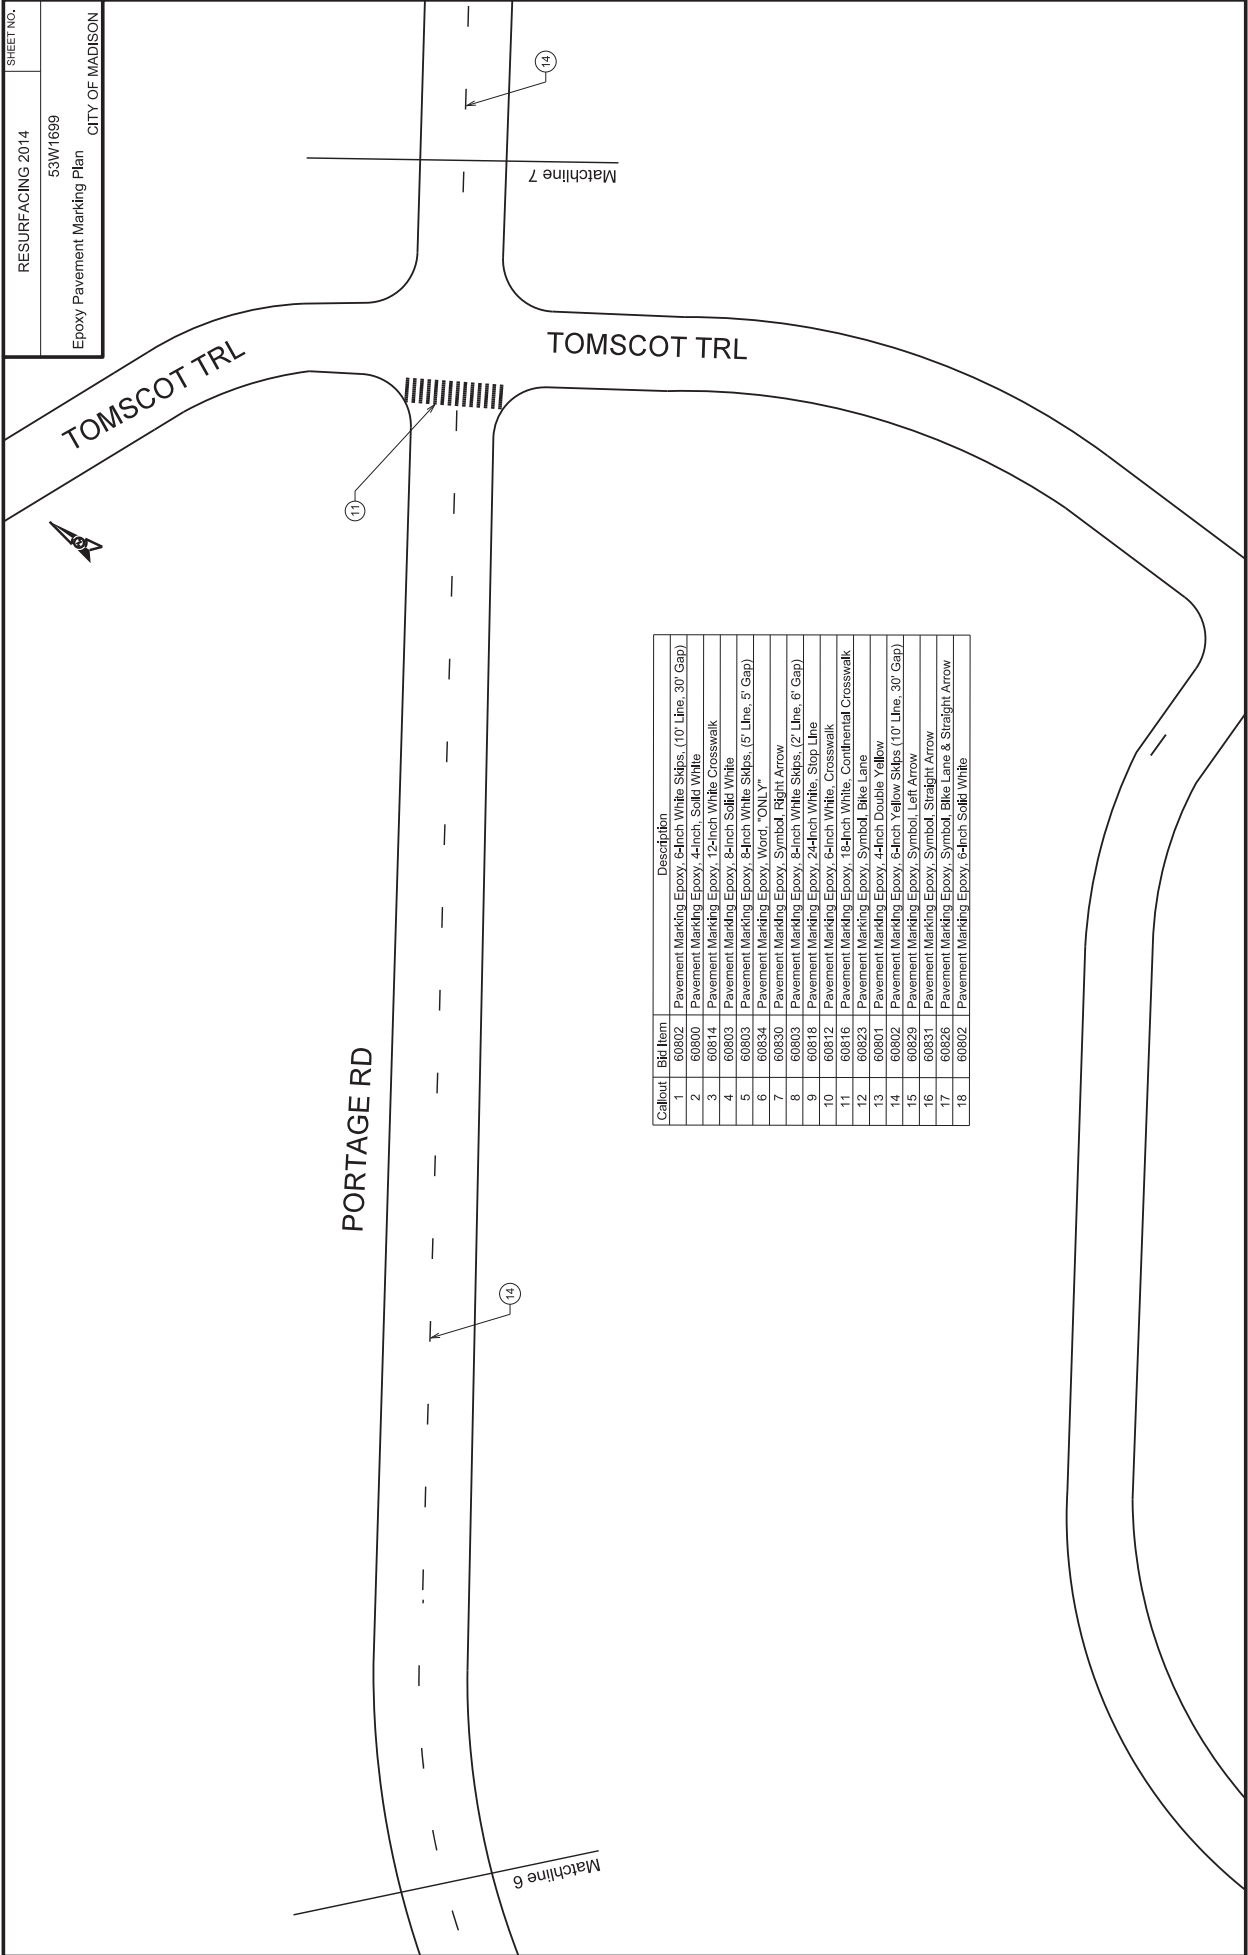 SHEET NO.
RESURFACING 2014
53W1699
Epoxy Pavement Marking Plan
CITY OF MADISON
14
Matchline 7
TOMSCOT TRL
TOMSCOT TRL
11
PORTAGE RD
14
Matchline 6
Callout Bid Item Description
1 60802 Pavement Marking Epoxy, 6-Inch White Skips, (10' Line, 30' Gap)
2 60800 Pavement Marking Epoxy, 4-Inch, Solid White
3 60814 Pavement Marking Epoxy, 12-Inch White Crosswalk
4 60803 Pavement Marking Epoxy, 8-Inch Solid White
5 60803 Pavement Marking Epoxy, 8-Inch White Skips, (5' Line, 5' Gap)
6 60834 Pavement Marking Epoxy, Word, "ONLY"
7 60830 Pavement Marking Epoxy, Symbol, Right Arrow
8 60803 Pavement Marking Epoxy, 8-Inch White Skips, (2' Line, 6' Gap)
9 60818 Pavement Marking Epoxy, 24-Inch White, Stop Line
10 60812 Pavement Marking Epoxy, 6-Inch White, Crosswalk
11 60816 Pavement Marking Epoxy, 18-Inch White, Continental Crosswalk
12 60823 Pavement Marking Epoxy, Symbol, Bike Lane
13 60801 Pavement Marking Epoxy, 4-Inch Double Yellow
14 60802 Pavement Marking Epoxy, 6-Inch Yellow Skips (10' Line, 30' Gap)
15 60829 Pavement Marking Epoxy, Symbol, Left Arrow
16 60831 Pavement Marking Epoxy, Symbol, Straight Arrow
17 60826 Pavement Marking Epoxy, Symbol, Bike Lane & Straight Arrow
18 60802 Pavement Marking Epoxy, 6-Inch Solid White